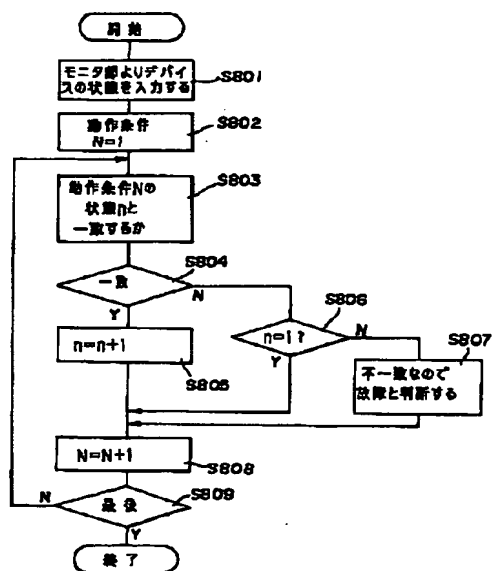 開始
モニタ部よりデバイ
スの状態を入力する
S801
動作条件
N=1
S802
動作条件Nの
状態nと
一致するか
S803
一致
S804
Y
N
n=n+1
S805
n=1?
S806
Y
N
不一致なので
故障と判断する
S807
N=N+1
S808
最後
S809
N
Y
終了